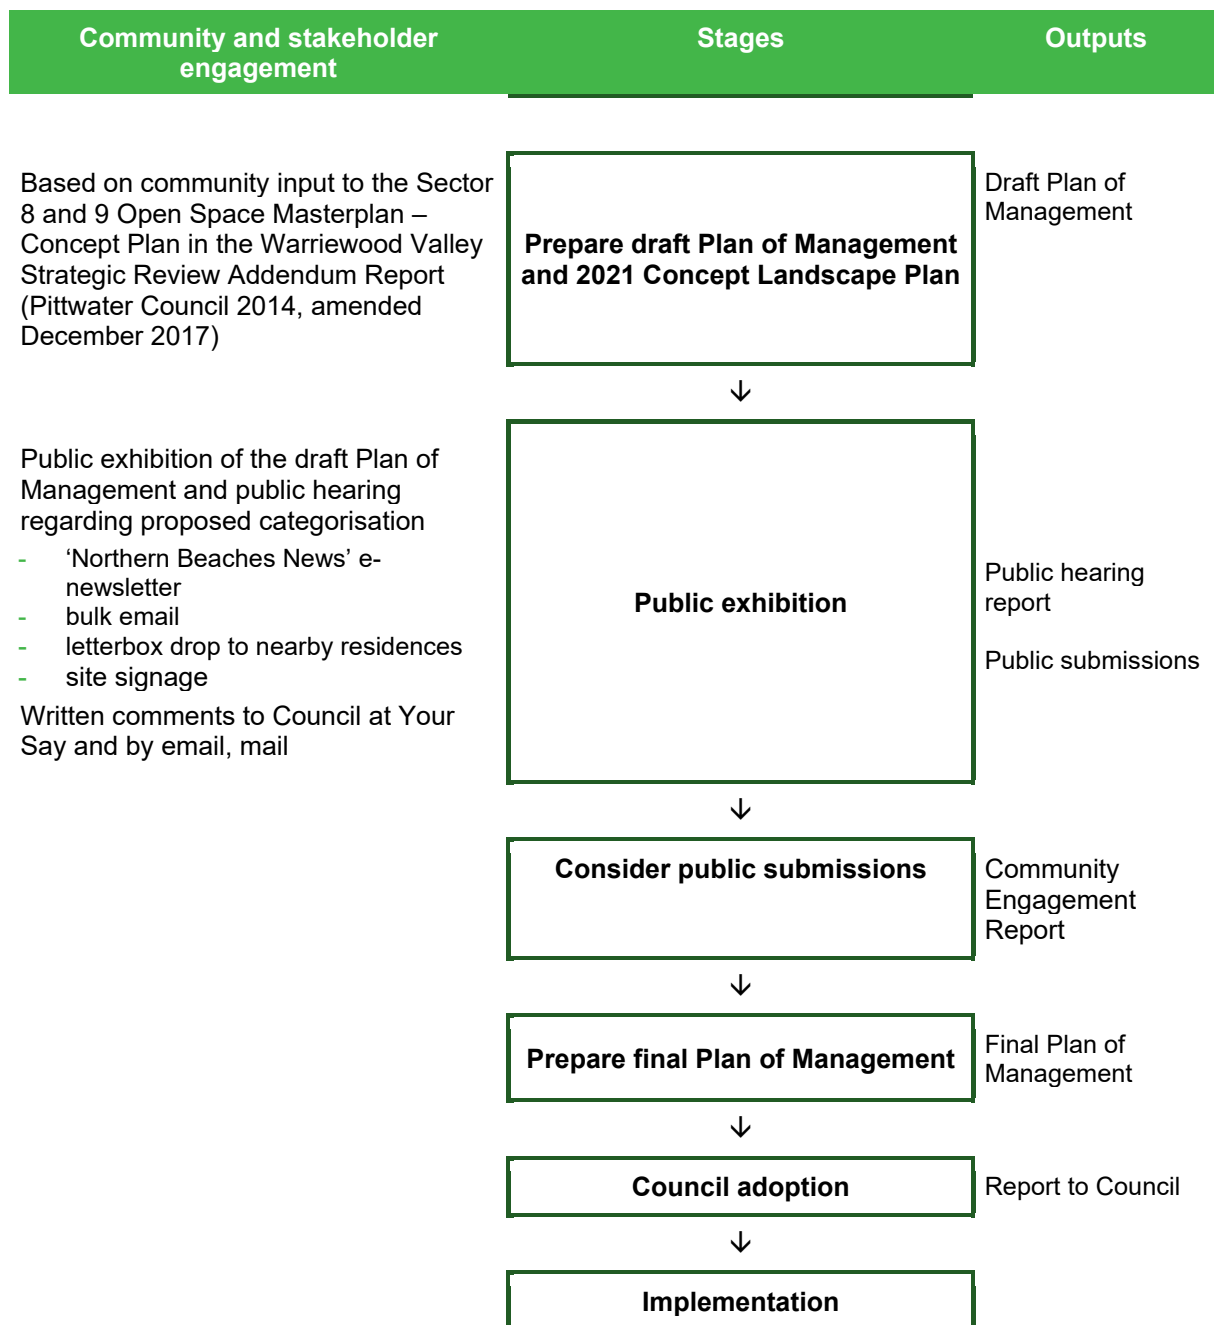 Community and stakeholder
engagement
Stages
Outputs
Based on community input to the Sector
8 and 9 Open Space Masterplan –
Concept Plan in the Warriewood Valley
Strategic Review Addendum Report
(Pittwater Council 2014, amended
December 2017)
Prepare draft Plan of Management
and 2021 Concept Landscape Plan
Draft Plan of
Management
↓
Public exhibition of the draft Plan of
Management and public hearing
regarding proposed categorisation
- ‘Northern Beaches News’ e-
newsletter
- bulk email
- letterbox drop to nearby residences
- site signage
Written comments to Council at Your
Say and by email, mail
Public exhibition
Public hearing
report
Public submissions
↓
Consider public submissions
Community
Engagement
Report
↓
Prepare final Plan of Management
Final Plan of
Management
↓
Council adoption
Report to Council
↓
Implementation